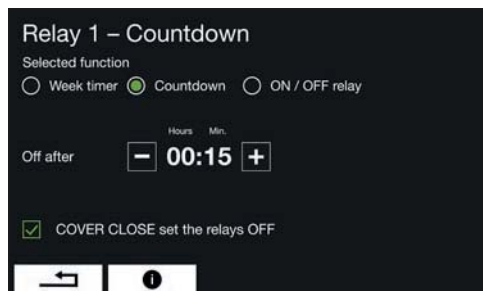 Relay 1 – Countdown
Selected function
Week timer Countdown ON / OFF relay
Hours Min.
Off after − 00:15 +
COVER CLOSE set the relays OFF